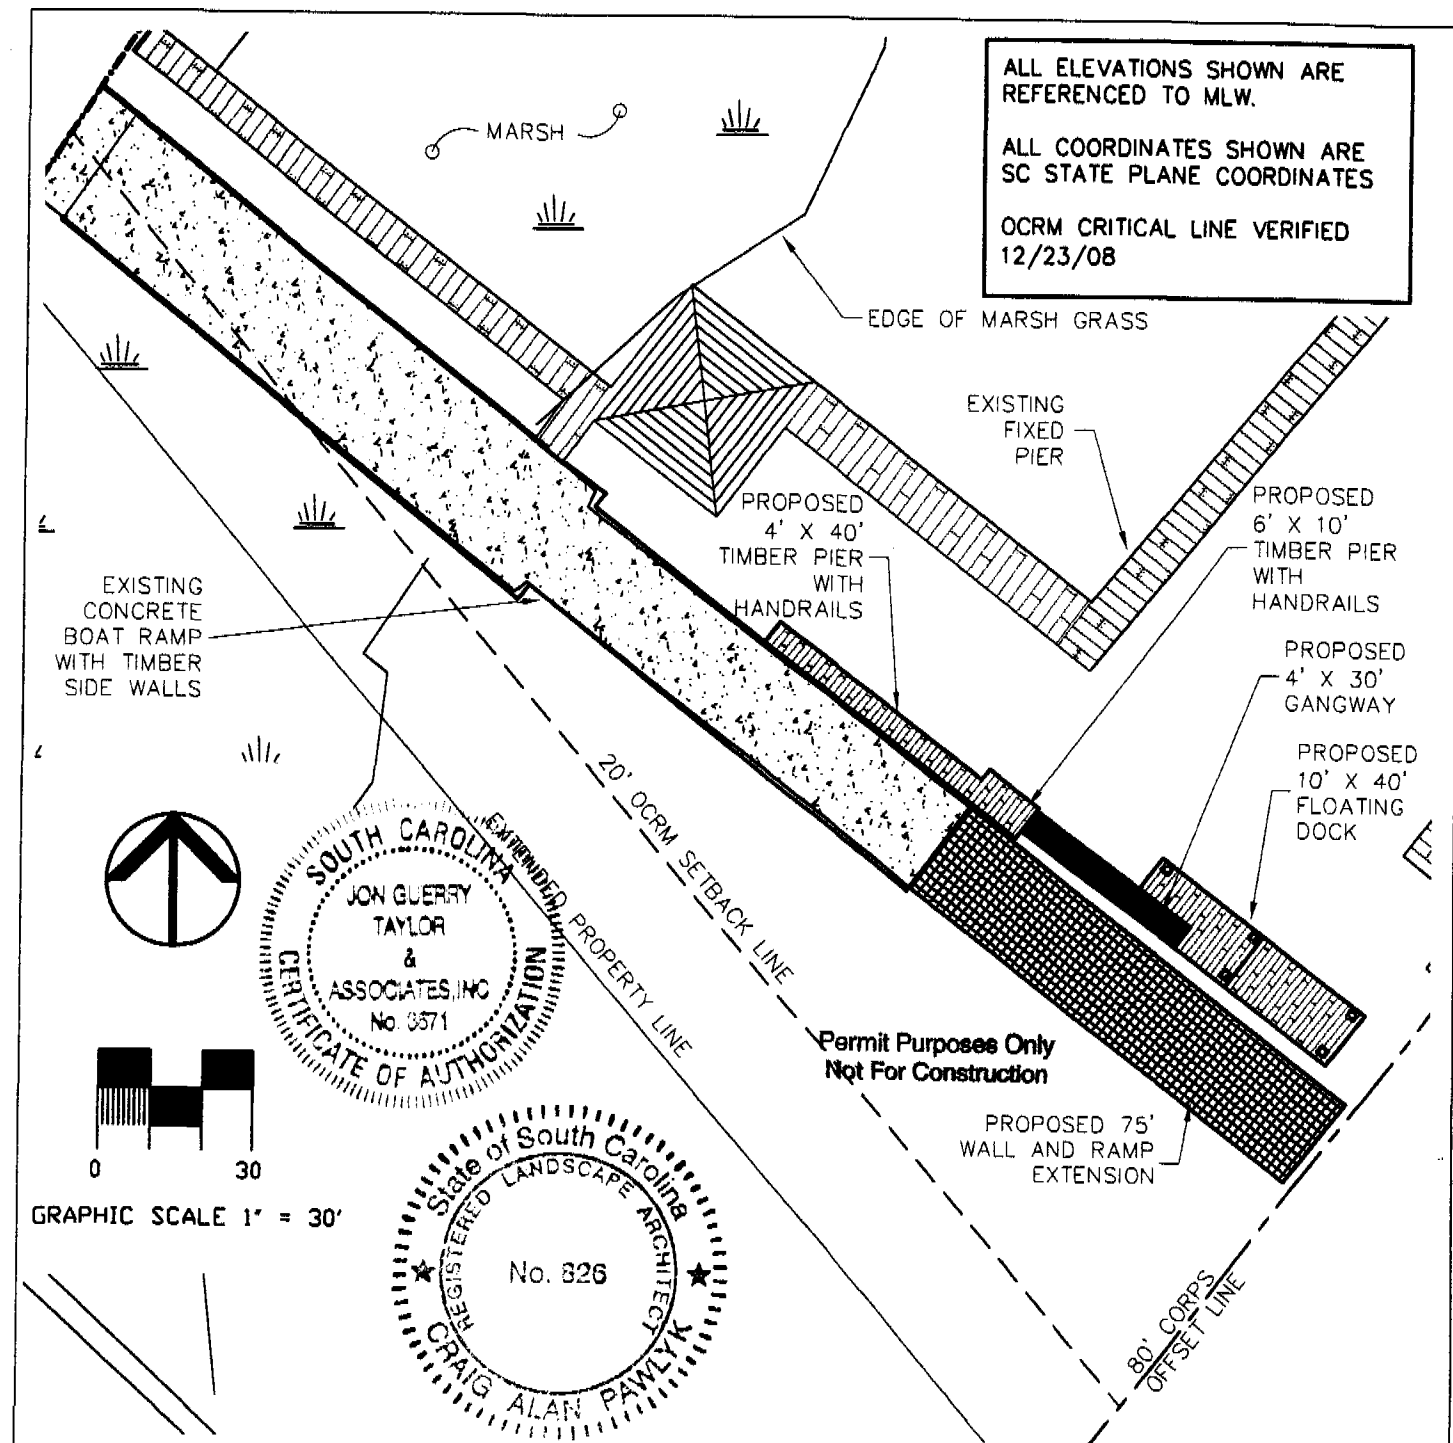 ALL ELEVATIONS SHOWN ARE
REFERENCED TO MLW.
ALL COORDINATES SHOWN ARE
SC STATE PLANE COORDINATES
OCRM CRITICAL LINE VERIFIED
12/23/08
MARSH
EDGE OF MARSH GRASS
EXISTING
FIXED
PIER
PROPOSED
4' X 40'
TIMBER PIER
WITH
HANDRAILS
PROPOSED
6' X 10'
TIMBER PIER
WITH
HANDRAILS
EXISTING
CONCRETE
BOAT RAMP
WITH TIMBER
SIDE WALLS
PROPOSED
4' X 30'
GANGWAY
PROPOSED
10' X 40'
FLOATING
DOCK
20' OCRM SETBACK LINE
EXTENDED PROPERTY LINE
SOUTH CAROLINA
JON GUERRY
TAYLOR
&
ASSOCIATES, INC
No. 3671
CERTIFICATE OF AUTHORIZATION
Permit Purposes Only
Not For Construction
PROPOSED 75'
WALL AND RAMP
EXTENSION
0 30
GRAPHIC SCALE 1" = 30'
State of South Carolina
REGISTERED LANDSCAPE ARCHITECT
No. 826
CRAIG ALAN PAWLYK
80' CORPS
OFFSET LINE